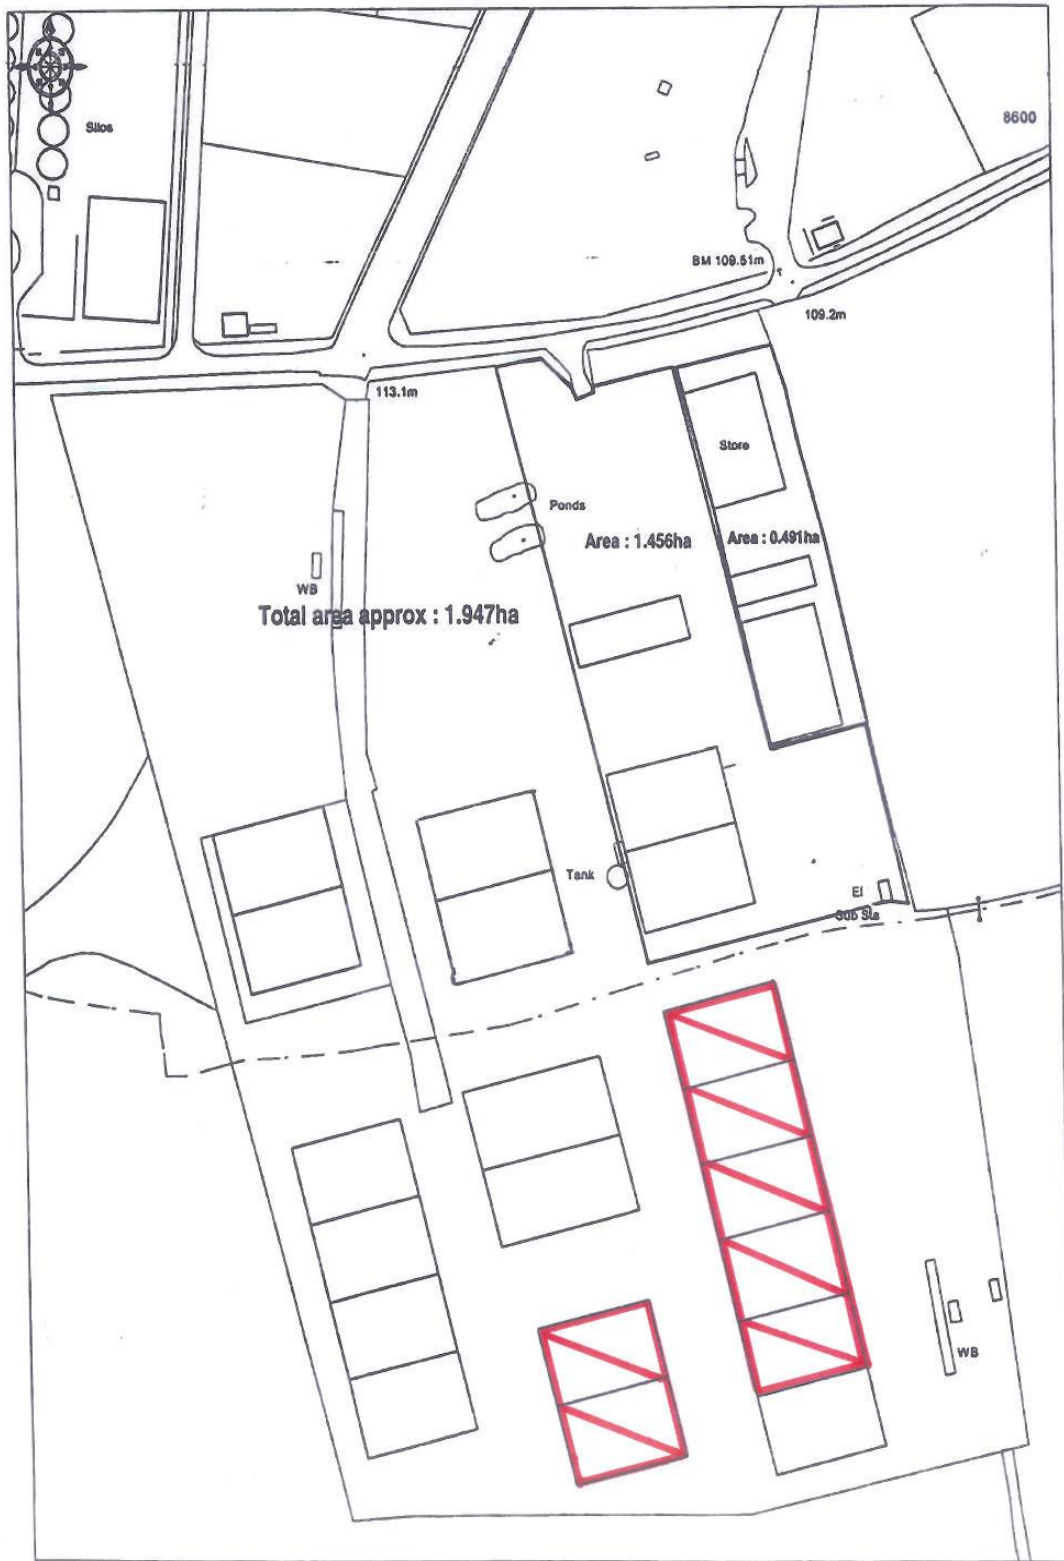 Silos
8600
BM 109.51m
109.2m
113.1m
Store
Ponds
Area : 1.456ha
Area : 0.491ha
WB
Total area approx : 1.947ha
Tank
El
Sub Sta
WB